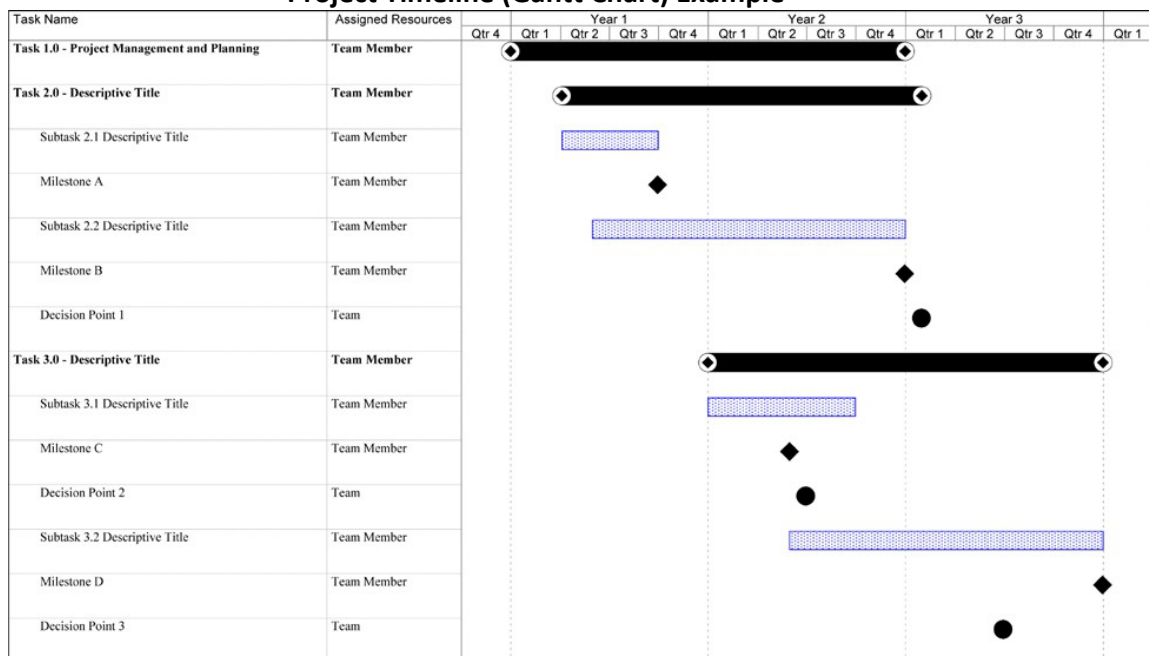 Project Timeline (Gantt Chart) Example
Task Name Assigned Resources Year 1 Year 2 Year 3
Qtr 4 Qtr 1 Qtr 2 Qtr 3 Qtr 4 Qtr 1 Qtr 2 Qtr 3 Qtr 4 Qtr 1 Qtr 2 Qtr 3 Qtr 4 Qtr 1
Task 1.0 - Project Management and Planning Team Member
Task 2.0 - Descriptive Title Team Member
Subtask 2.1 Descriptive Title Team Member
Milestone A Team Member
Subtask 2.2 Descriptive Title Team Member
Milestone B Team Member
Decision Point 1 Team
Task 3.0 - Descriptive Title Team Member
Subtask 3.1 Descriptive Title Team Member
Milestone C Team Member
Decision Point 2 Team
Subtask 3.2 Descriptive Title Team Member
Milestone D Team Member
Decision Point 3 Team